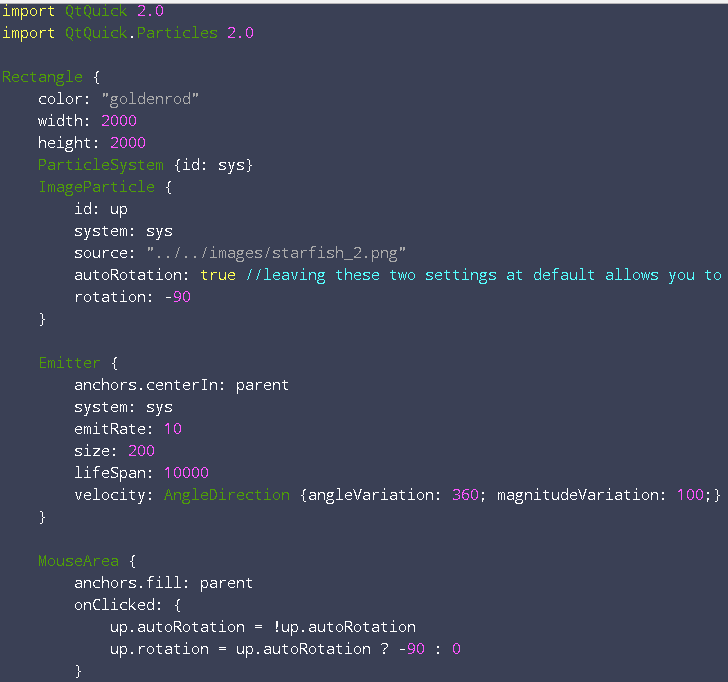 import QtQuick 2.0
import QtQuick.Particles 2.0

Rectangle {
    color: "goldenrod"
    width: 2000
    height: 2000
    ParticleSystem {id: sys}
    ImageParticle {
        id: up
        system: sys
        source: "../../images/starfish_2.png"
        autoRotation: true //leaving these two settings at default allows you to
        rotation: -90
    }

    Emitter {
        anchors.centerIn: parent
        system: sys
        emitRate: 10
        size: 200
        lifeSpan: 10000
        velocity: AngleDirection {angleVariation: 360; magnitudeVariation: 100;}
    }

    MouseArea {
        anchors.fill: parent
        onClicked: {
            up.autoRotation = !up.autoRotation
            up.rotation = up.autoRotation ? -90 : 0
        }